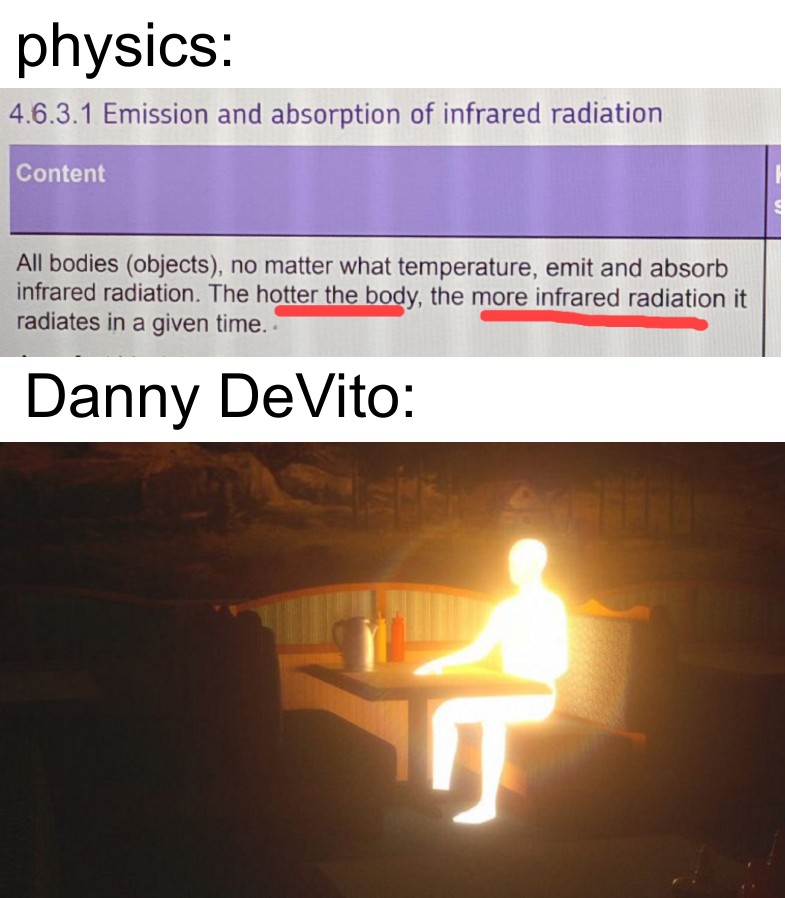 physics:
4.6.3.1 Emission and absorption of infrared radiation
Content
All bodies (objects), no matter what temperature, emit and absorb
infrared radiation. The hotter the body, the more infrared radiation it
radiates in a given time.
Danny DeVito: